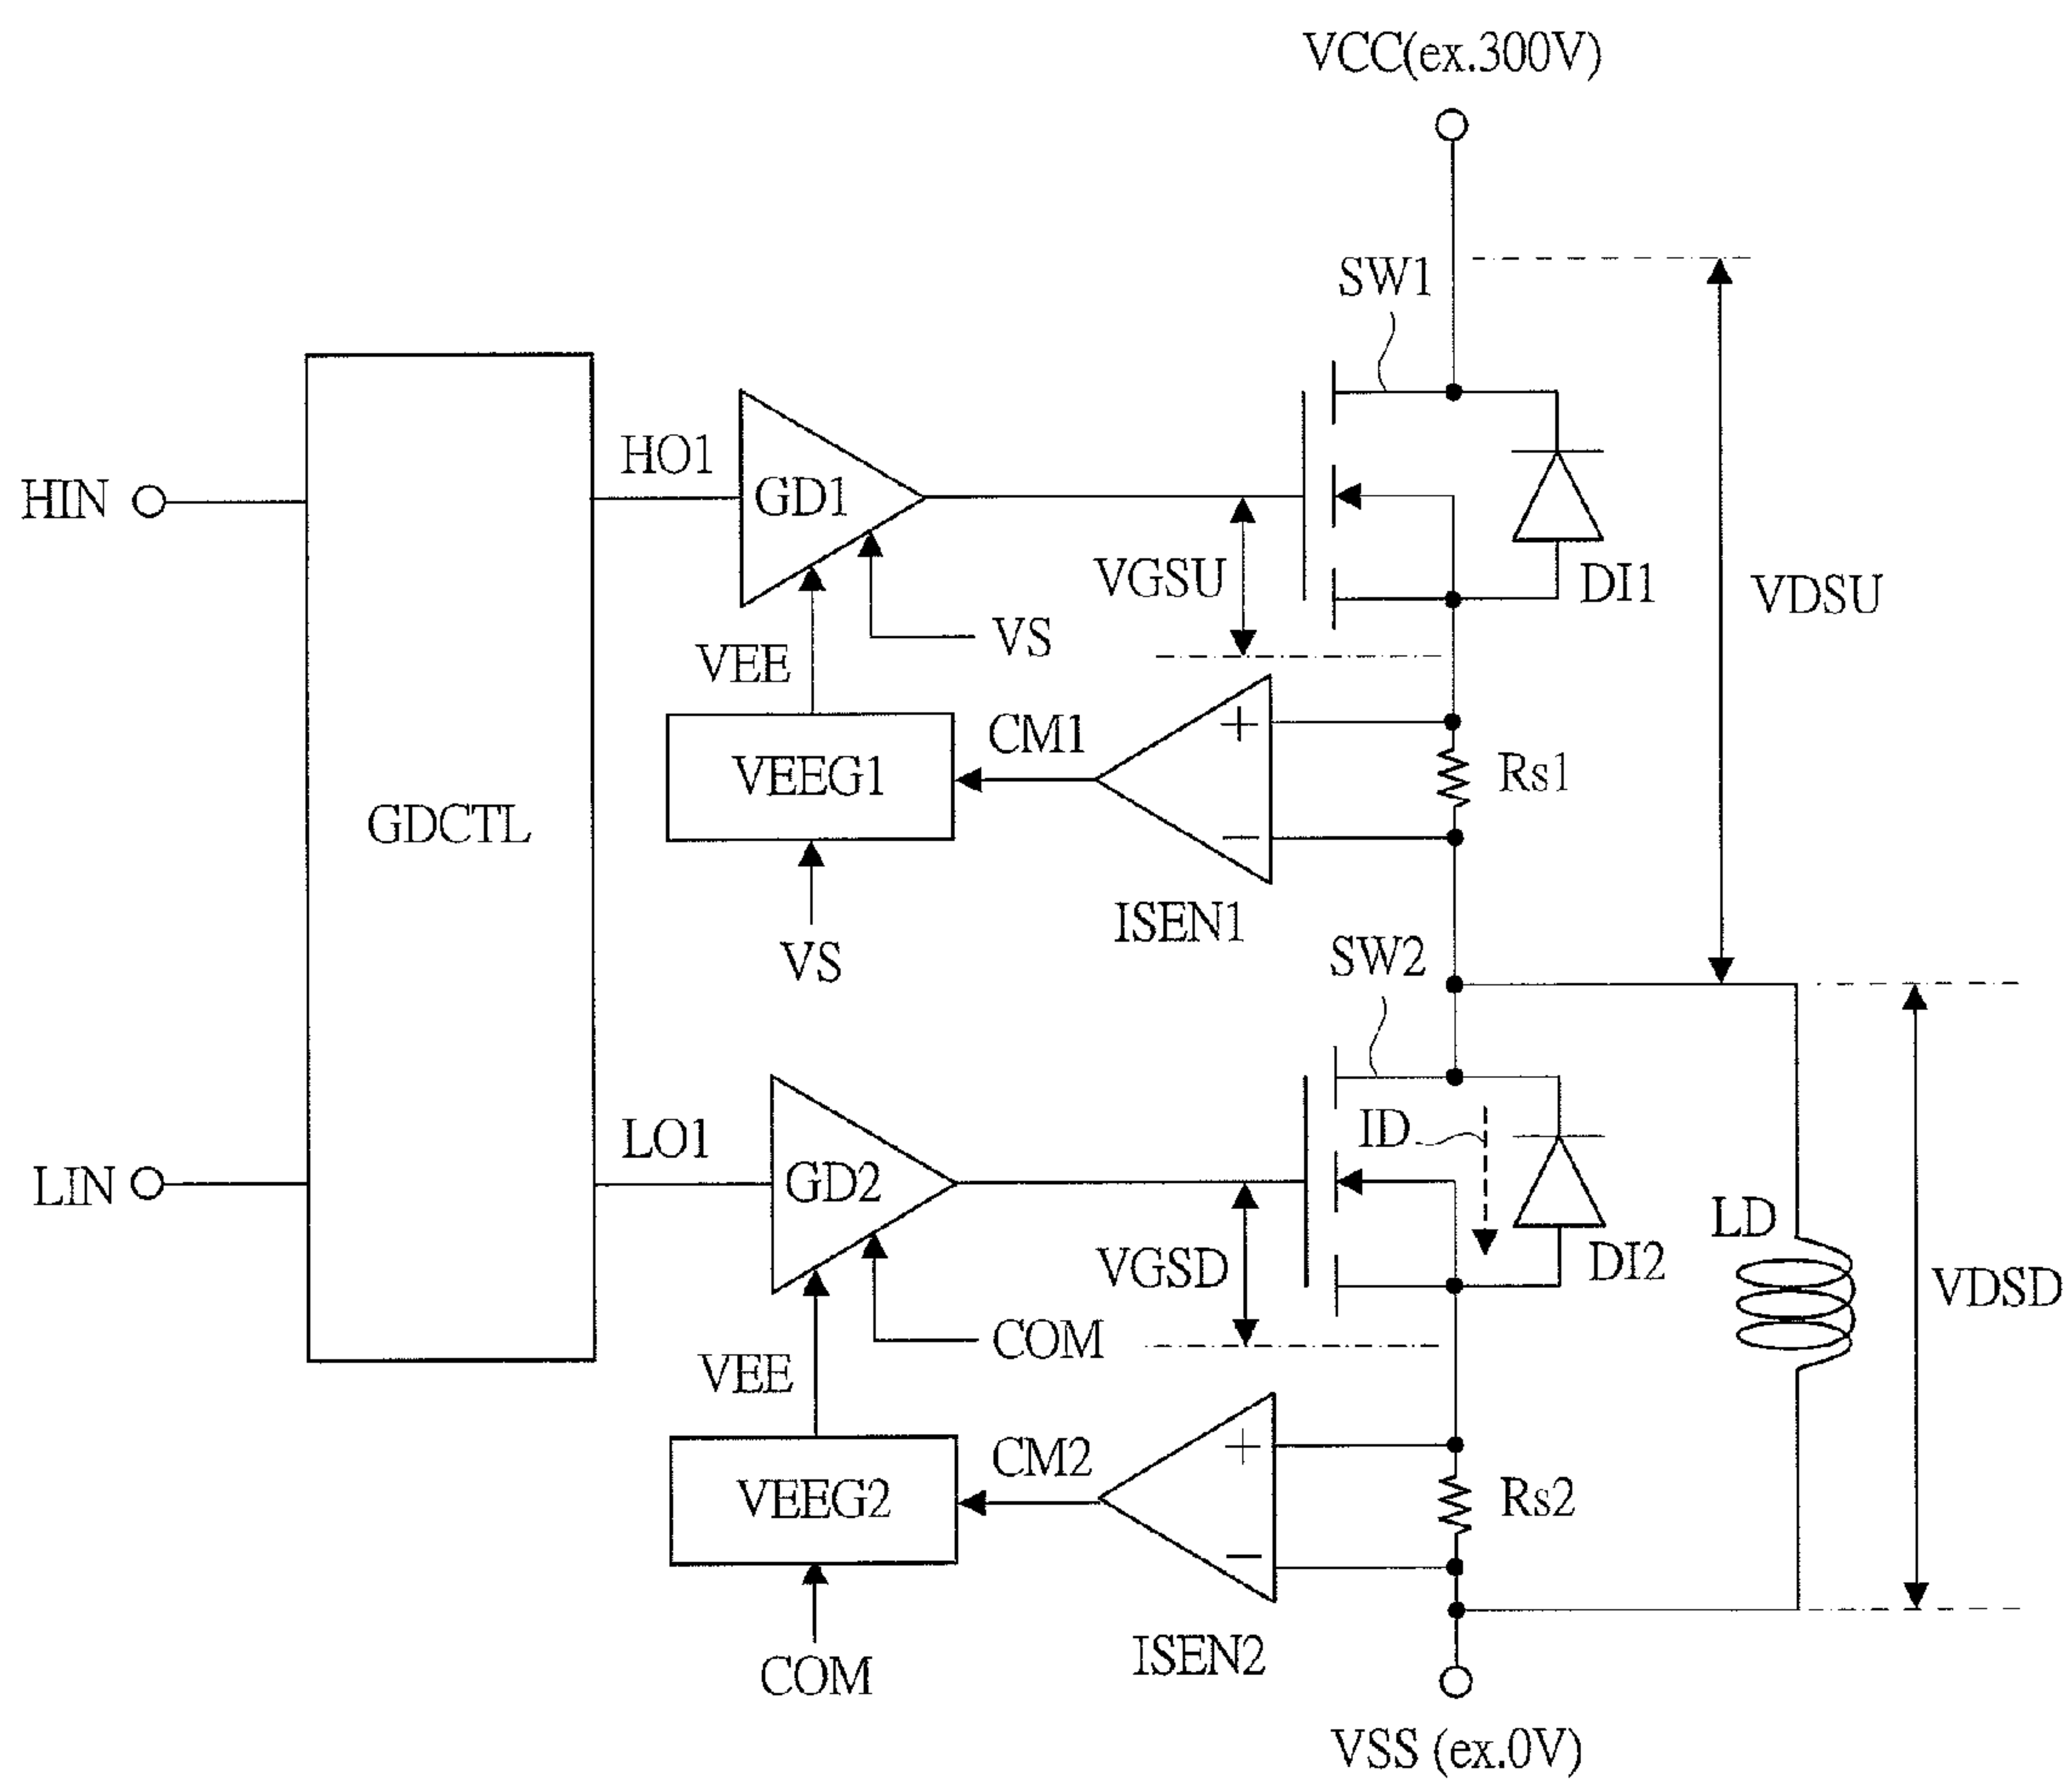 VCC(ex.300V)
SW1
HO1
GD1
HIN
VGSU
DI1
VDSU
VS
VEE
CM1
+
VEEG1
Rs1
GDCTL
−
ISEN1
VS
SW2
ID
LO1
GD2
LIN
LD
VGSD
DI2
VDSD
COM
VEE
CM2
+
VEEG2
Rs2
−
ISEN2
COM
VSS (ex.0V)